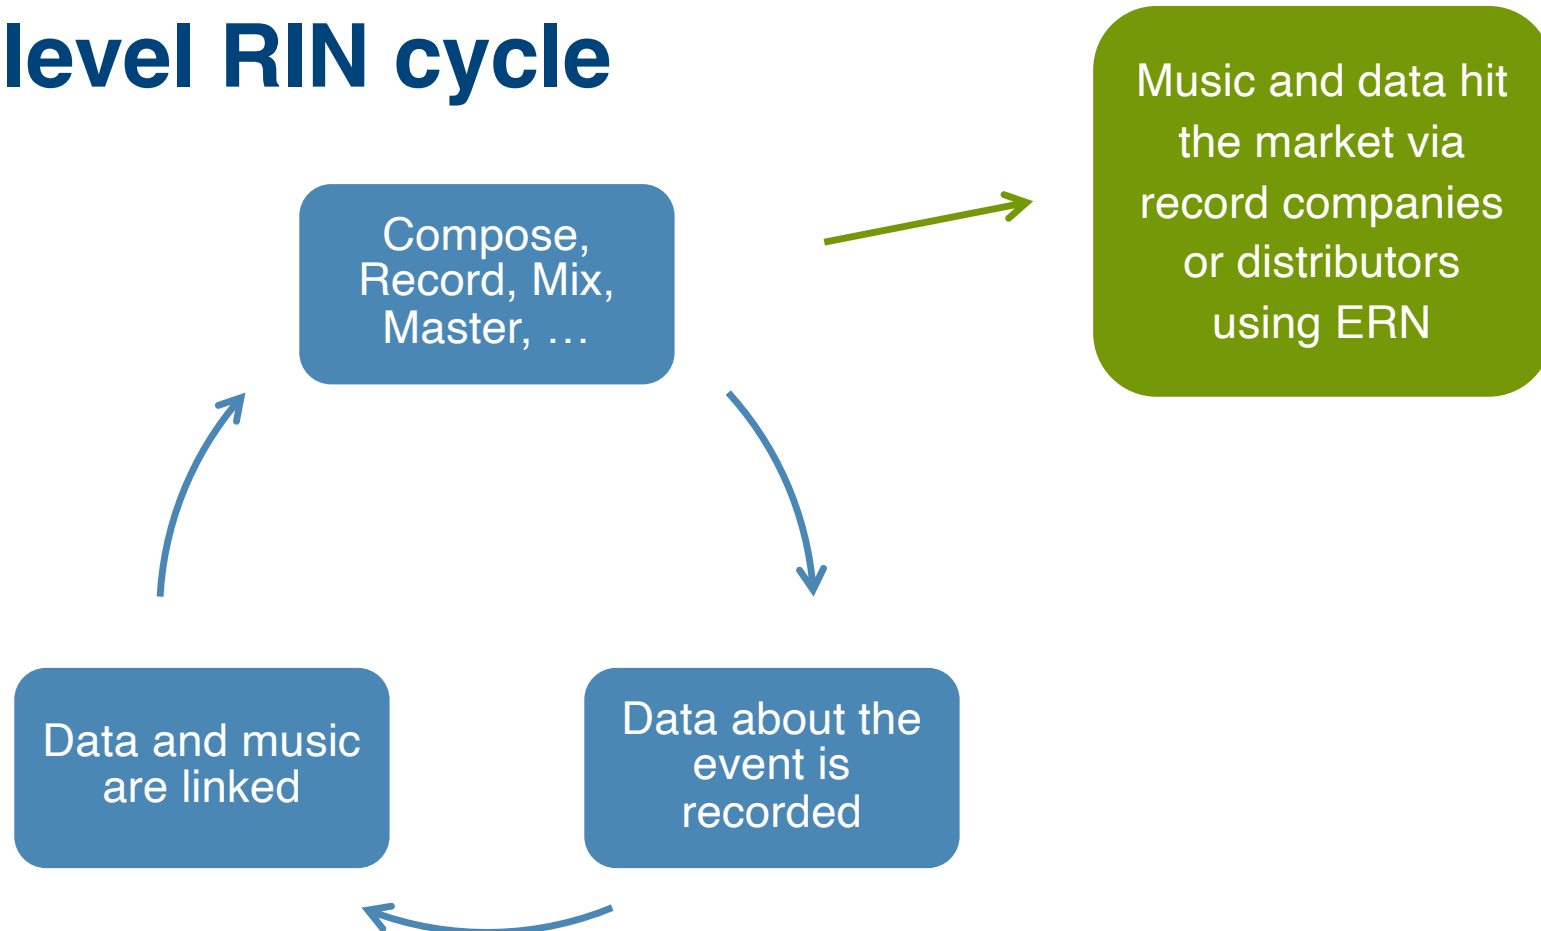 level RIN cycle
Music and data hit
the market via
record companies
or distributors
using ERN
Compose,
Record, Mix,
Master, …
Data and music
are linked
Data about the
event is
recorded